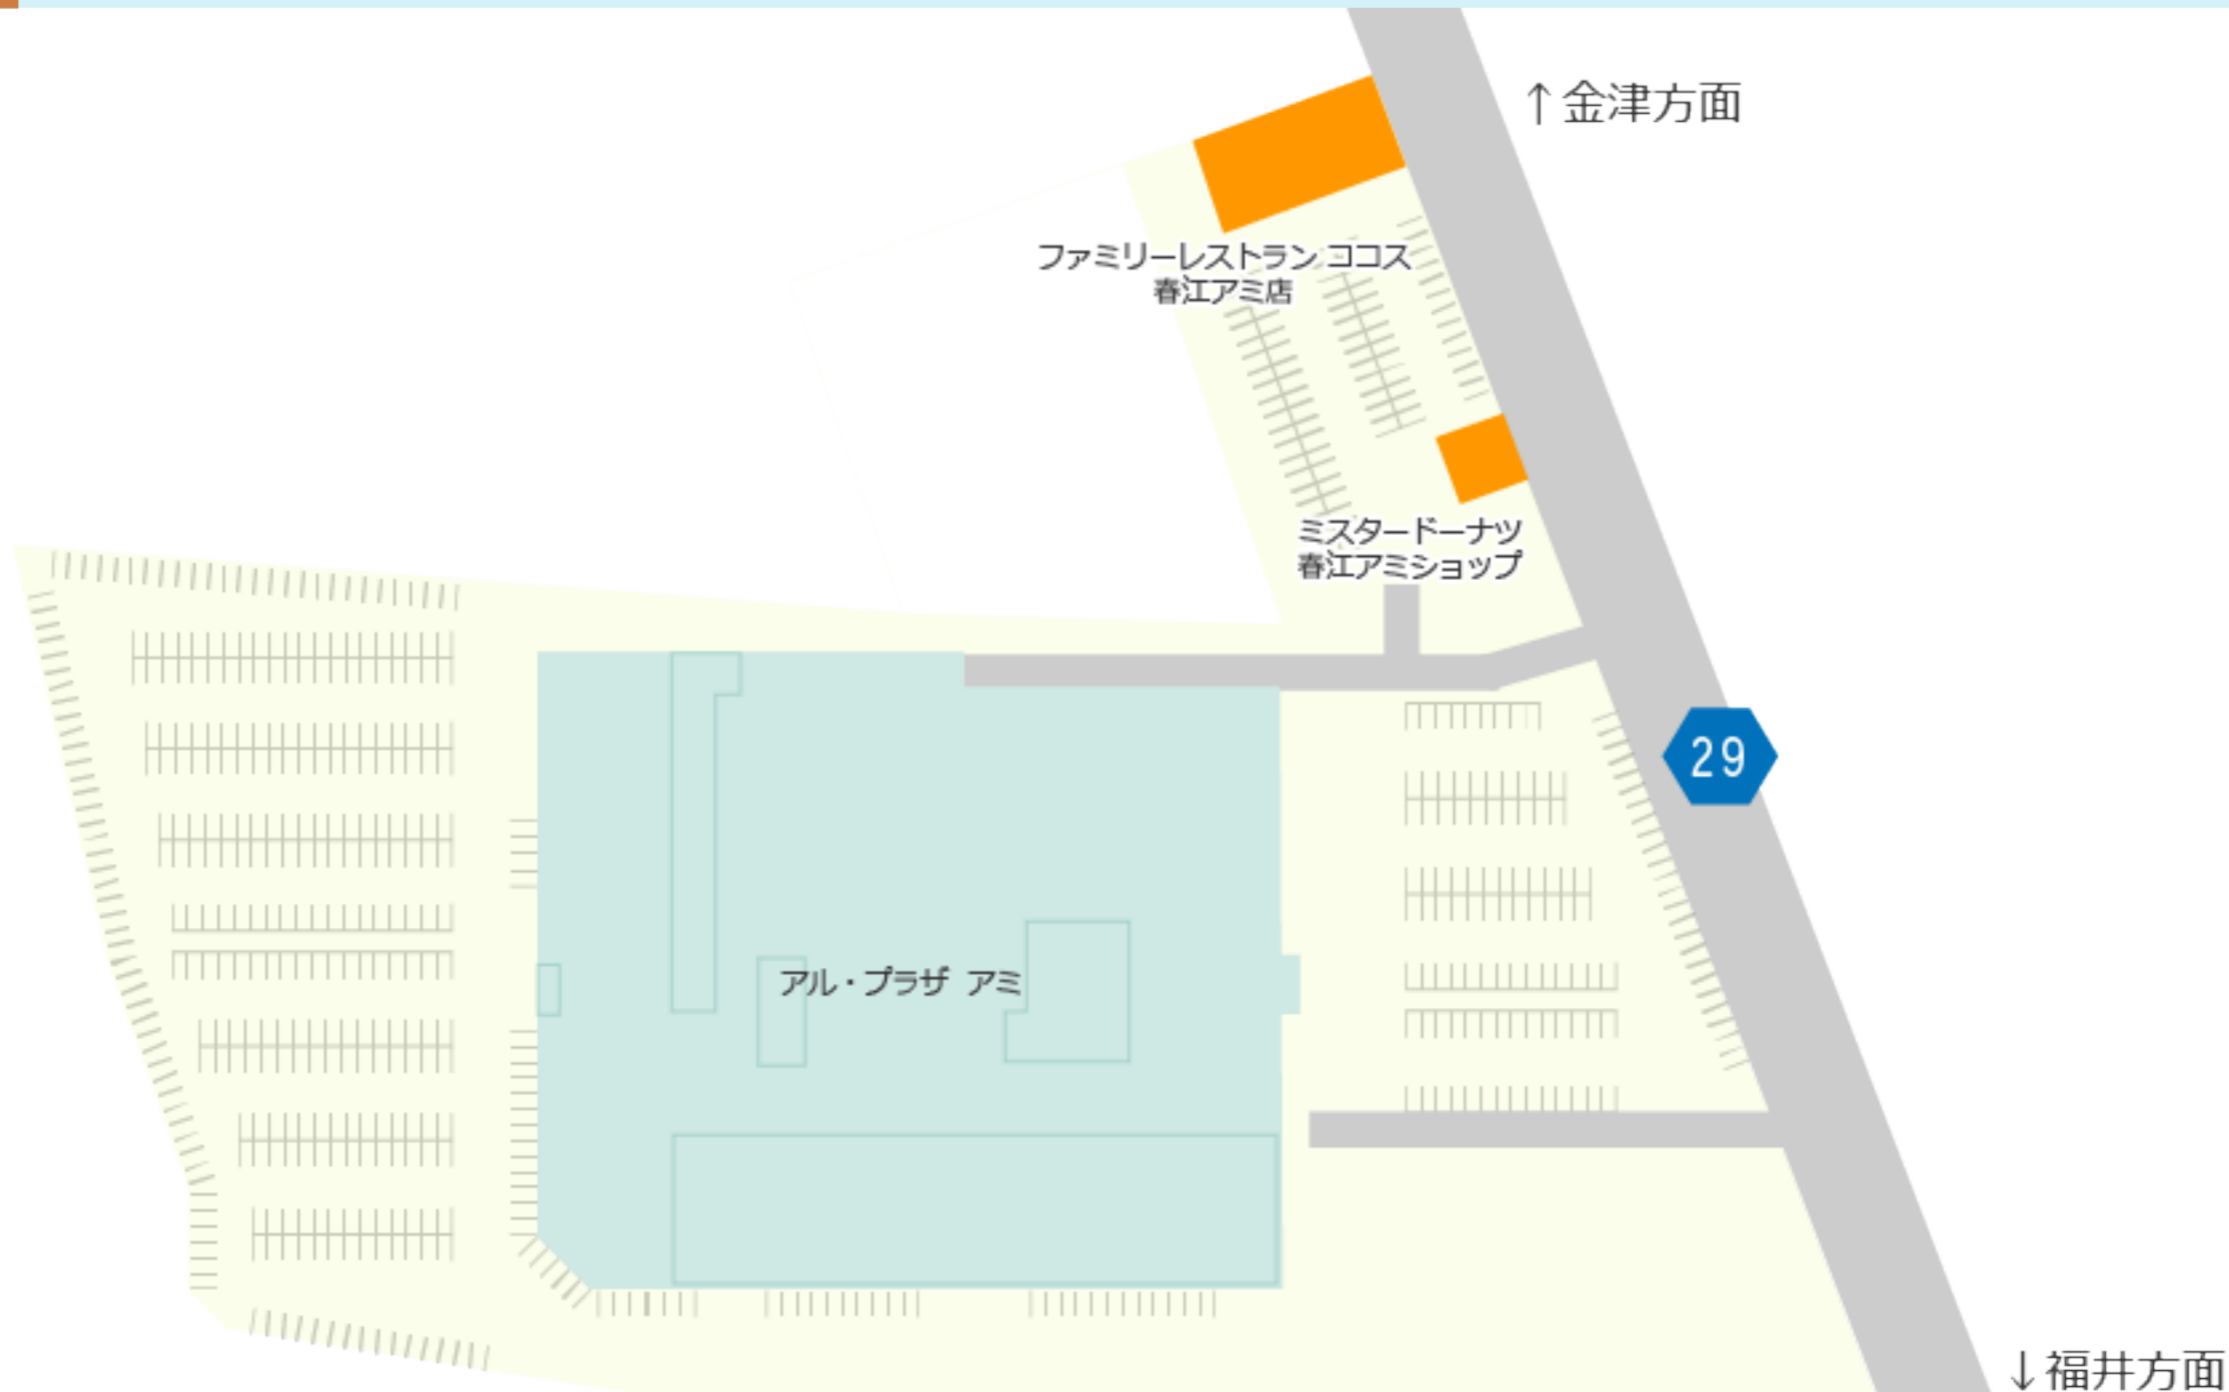 ↑金津方面
ファミリーレストラン ココス
春江アミ店
ミスタードーナツ
春江アミショップ
29
アル・プラザ アミ
↓福井方面